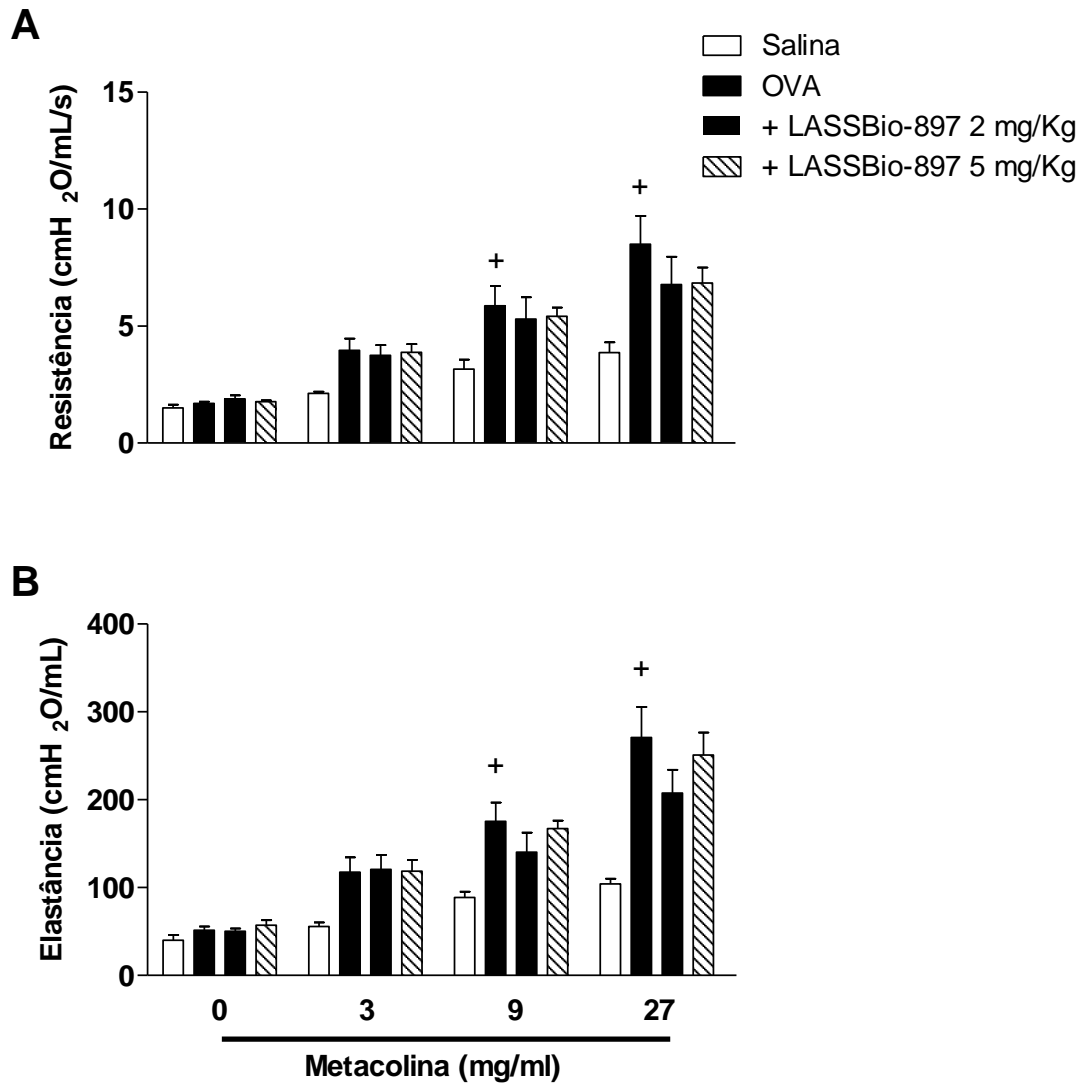 A
Salina
OVA
+ LASSBio-897 2 mg/Kg
+ LASSBio-897 5 mg/Kg
Resistência (cmH 2O/mL/s)
15
10
5
0
+
+
B
Elastância (cmH 2O/mL)
400
300
200
100
0
+
+
0 3 9 27
Metacolina (mg/ml)